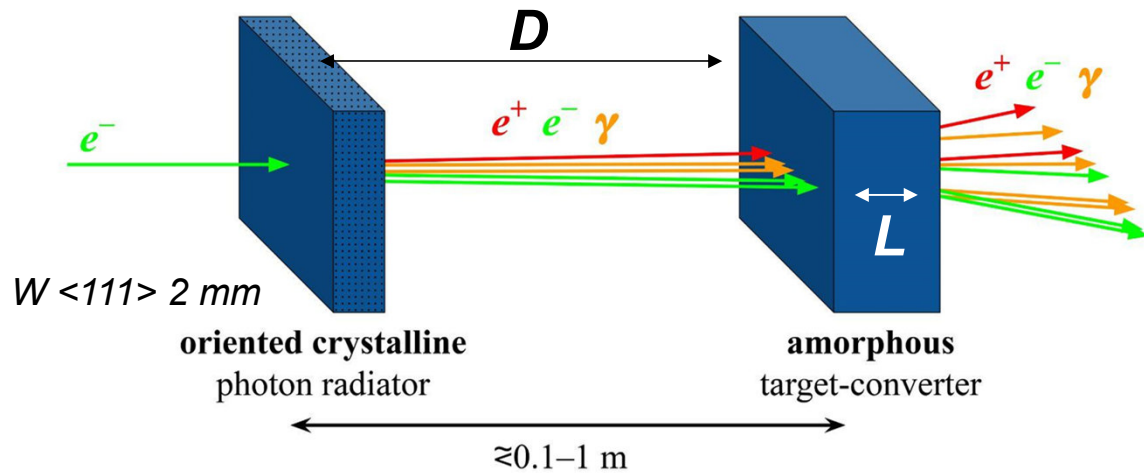 D
e⁻
e⁺ e⁻ γ
e⁺ e⁻ γ
L
W <111> 2 mm
oriented crystalline
photon radiator
amorphous
target-converter
≂0.1–1 m